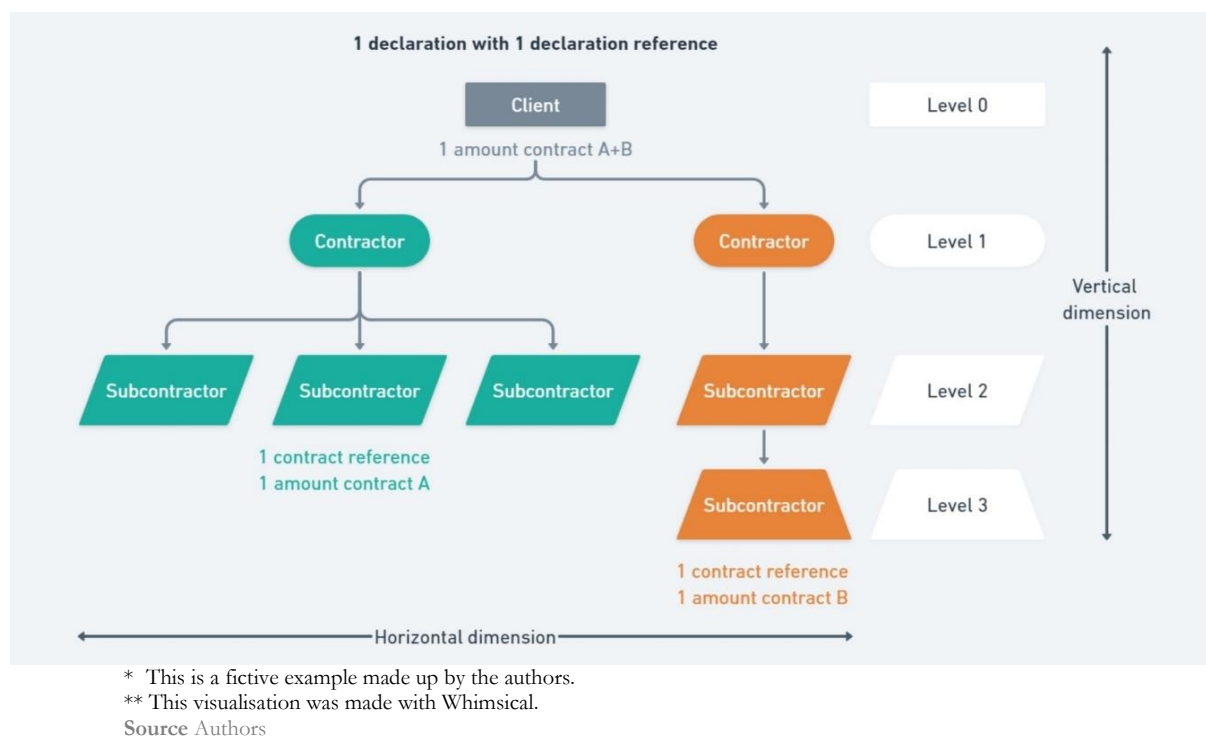 1 declaration with 1 declaration reference
Client
Level 0
1 amount contract A+B
Contractor
Contractor
Level 1
Vertical
dimension
Subcontractor
Subcontractor
Subcontractor
Subcontractor
Level 2
1 contract reference
1 amount contract A
Subcontractor
Level 3
1 contract reference
1 amount contract B
Horizontal dimension
* This is a fictive example made up by the authors.
** This visualisation was made with Whimsical.
Source Authors